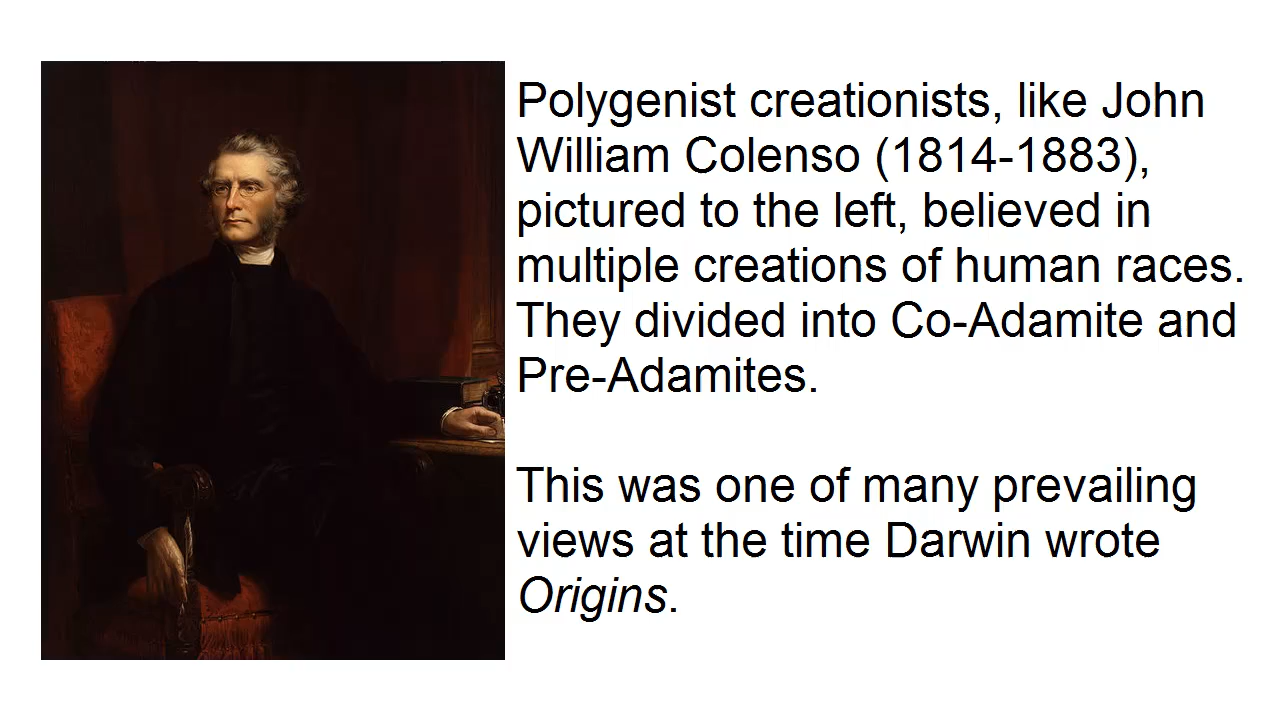 Polygenist creationists, like John
William Colenso (1814-1883),
pictured to the left, believed in
multiple creations of human races.
They divided into Co-Adamite and
Pre-Adamites.
This was one of many prevailing
views at the time Darwin wrote
Origins.